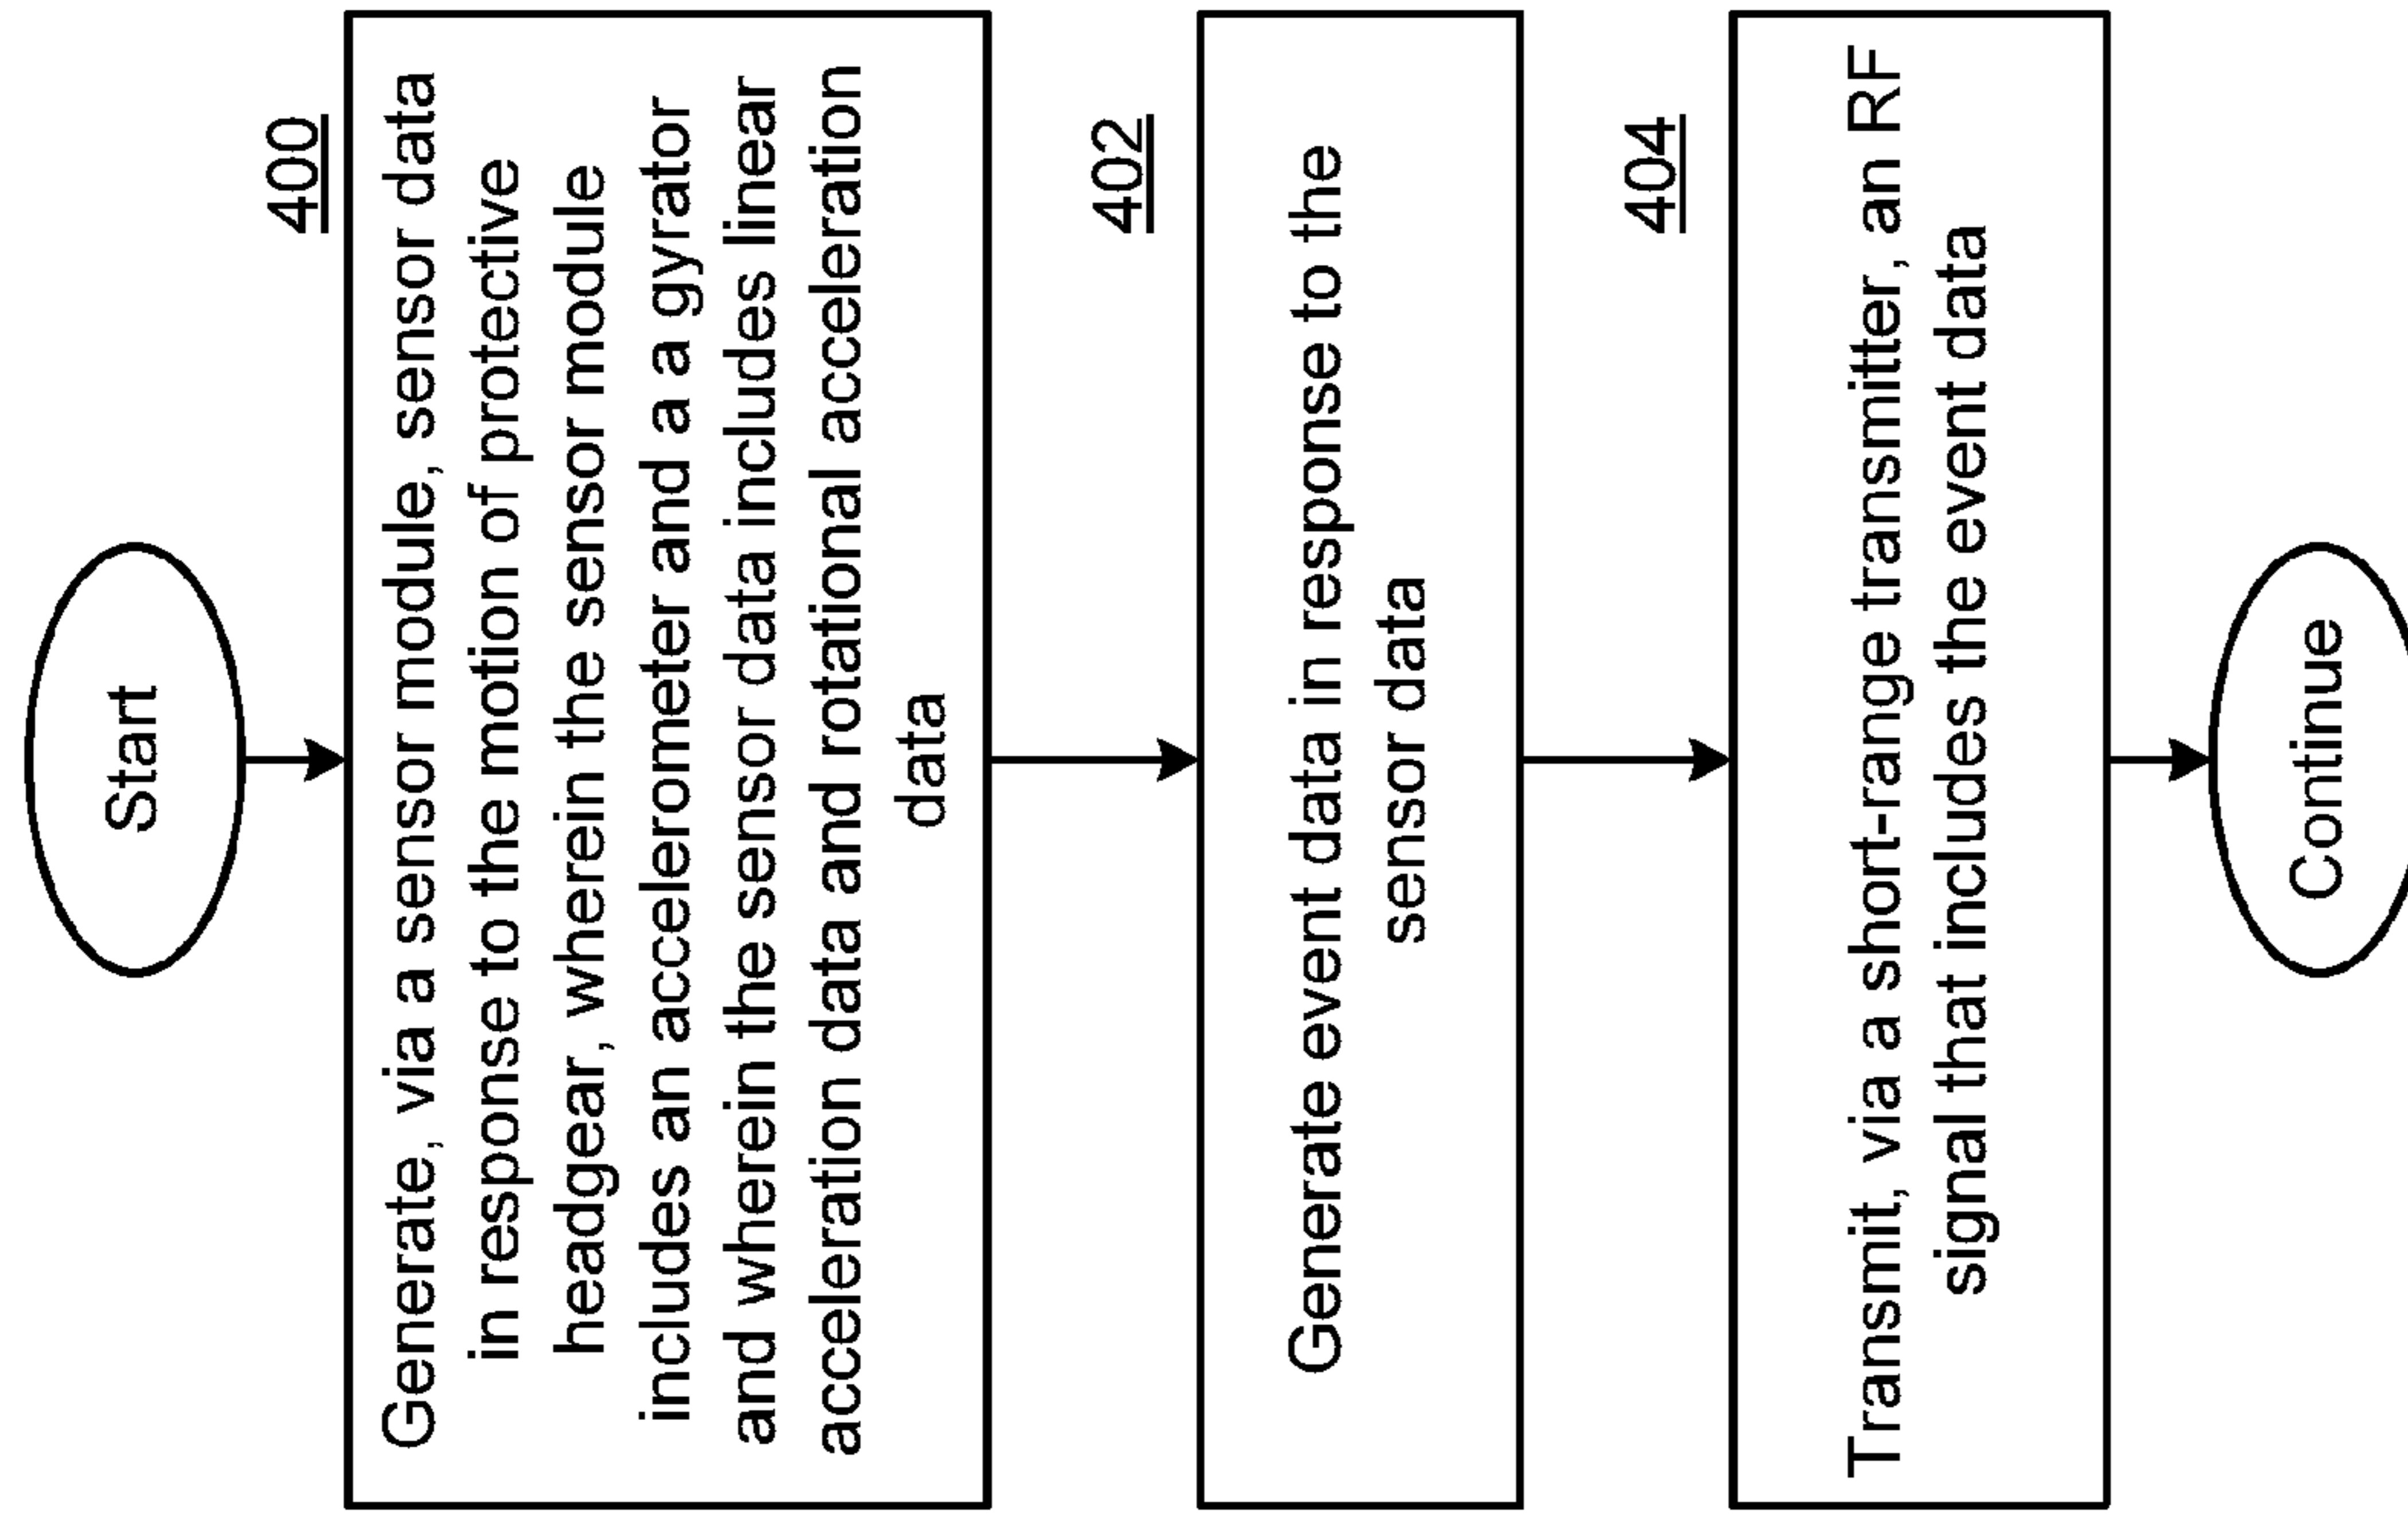 Start
400
Generate, via a sensor module, sensor data
in response to the motion of protective
headgear, wherein the sensor module
includes an accelerometer and a a gyrator
and wherein the sensor data includes linear
acceleration data and rotational acceleration
data
402
Generate event data in response to the
sensor data
404
Transmit, via a short-range transmitter, an RF
signal that includes the event data
Continue